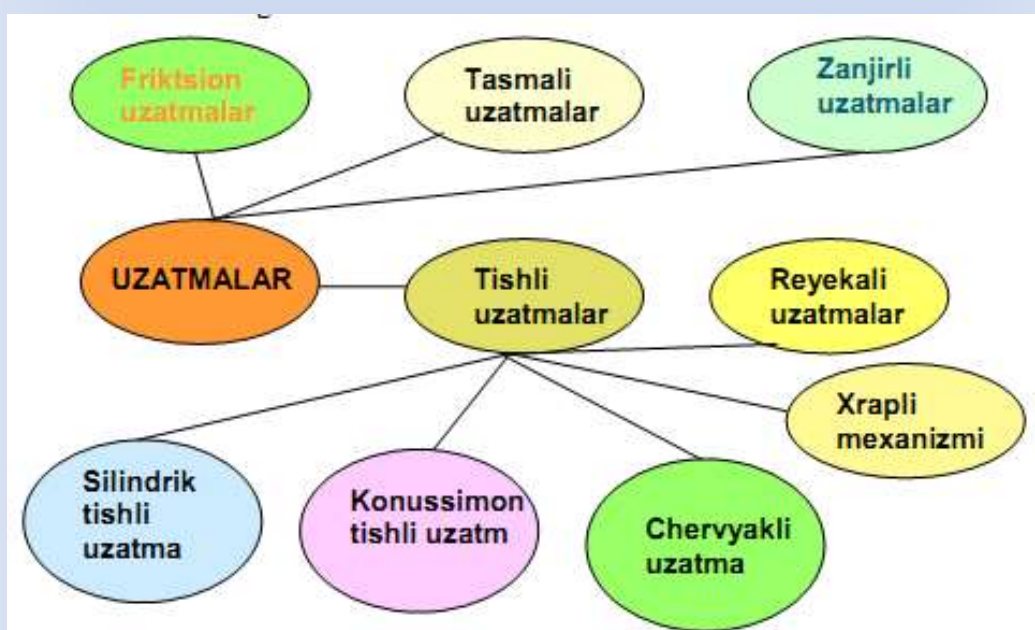 Friktsion
uzatmalar
Tasmali
uzatmalar
Zanjirli
uzatmalar
UZATMALAR
Tishli
uzatmalar
Reyekali
uzatmalar
Xrapli
mexanizmi
Silindrik
tishli
uzatma
Konussimon
tishli uzatm
Chervyakli
uzatma